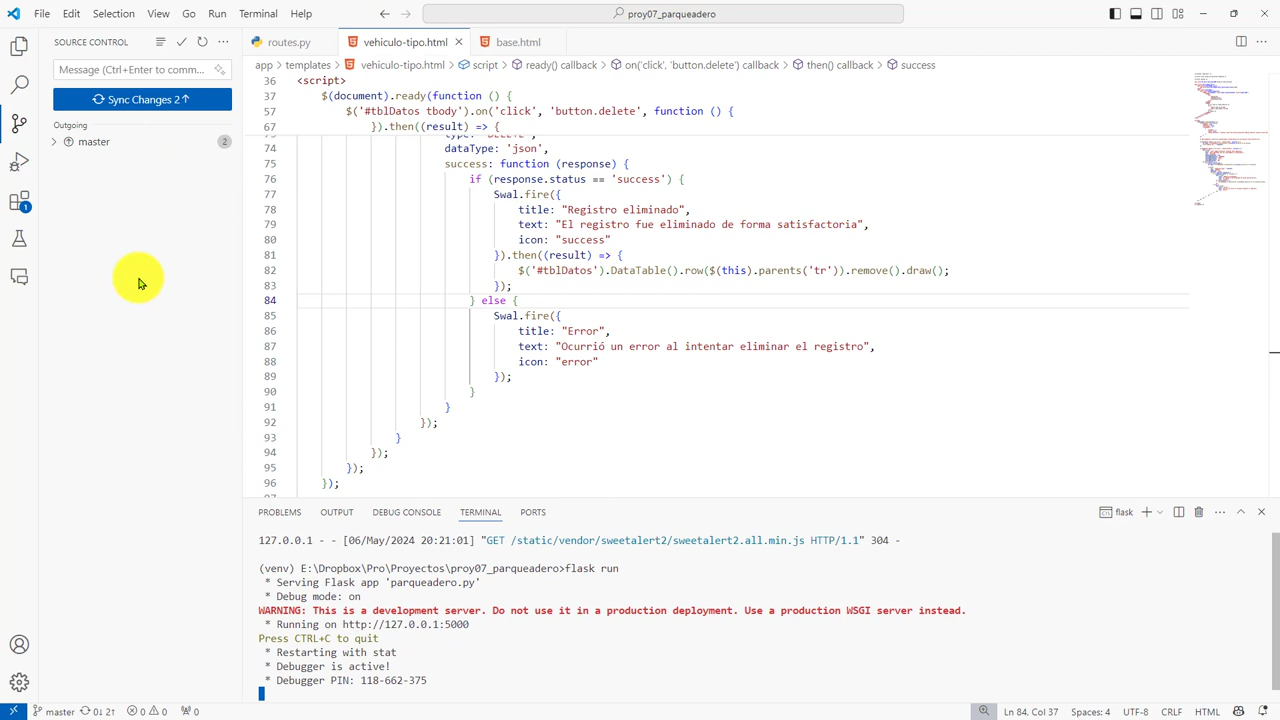 File Edit Selection View Go Run Terminal Help
proy07_parqueadero
SOURCE CONTROL
Message (Ctrl+Enter to comm...
Sync Changes 2↑
Outgoing
master
2
1
routes.py
vehiculo-tipo.html
base.html
app > templates > vehiculo-tipo.html > script > ready() callback > on('click', 'button.delete') callback > then() callback > success
36 <script>
37 ument).ready(function
57 $('#tblDatos tbody').on('click', 'button.delete', function () {
67 }).then((result) => {
74 dataType
75 success: function (response) {
76 if (response.status == 'success') {
77 Swal.fire({
78 title: "Registro eliminado",
79 text: "El registro fue eliminado de forma satisfactoria",
80 icon: "success"
81 }).then((result) => {
82 $('#tblDatos').DataTable().row($(this).parents('tr')).remove().draw();
83 });
84 } else {
85 Swal.fire({
86 title: "Error",
87 text: "Ocurrió un error al intentar eliminar el registro",
88 icon: "error"
89 });
90 }
91 }
92 });
93 }
94 });
95 });
96 });
PROBLEMS OUTPUT DEBUG CONSOLE TERMINAL PORTS
flask
127.0.0.1 - - [06/May/2024 20:21:01] "GET /static/vendor/sweetalert2/sweetalert2.all.min.js HTTP/1.1" 304 -
(venv) E:\Dropbox\Pro\Proyectos\proy07_parqueadero>flask run
* Serving Flask app 'parqueadero.py'
* Debug mode: on
WARNING: This is a development server. Do not use it in a production deployment. Use a production WSGI server instead.
* Running on http://127.0.0.1:5000
Press CTRL+C to quit
* Restarting with stat
* Debugger is active!
* Debugger PIN: 118-662-375
master 0↓ 2↑ 0 0 0
Ln 84, Col 37 Spaces: 4 UTF-8 CRLF HTML